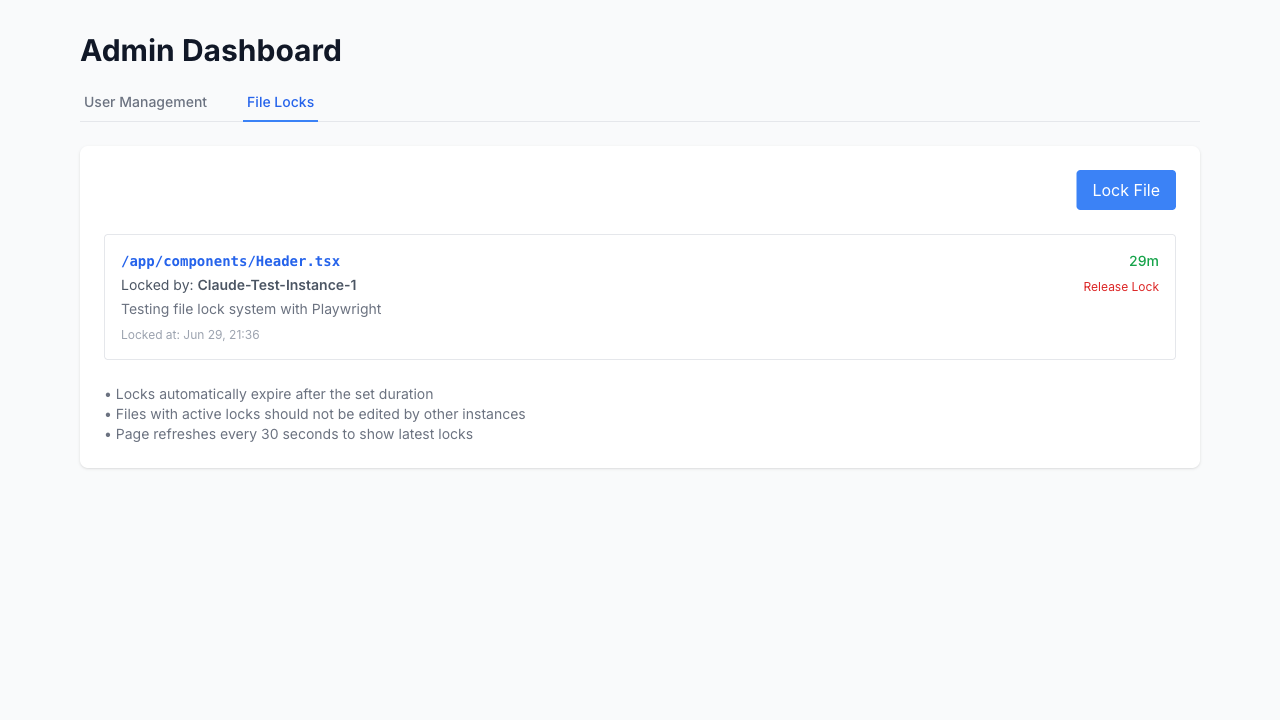 Admin Dashboard
User Management
File Locks
Lock File
/app/components/Header.tsx
29m
Locked by: Claude-Test-Instance-1
Release Lock
Testing file lock system with Playwright
Locked at: Jun 29, 21:36
• Locks automatically expire after the set duration
• Files with active locks should not be edited by other instances
• Page refreshes every 30 seconds to show latest locks